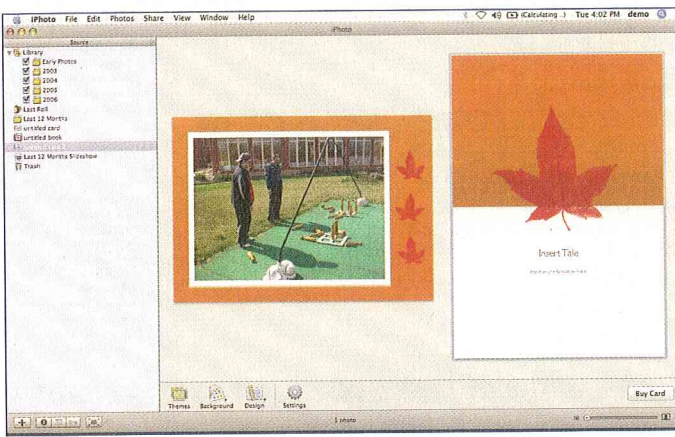 iPhoto File Edit Photos Share View Window Help (Calculating...) Tue 4:02 PM demo
iPhoto
Source
Library
Early Photos
2003
2004
2005
2006
Last Roll
Last 12 Months
untitled card
untitled book
Last 12 Months Slideshow
Trash
Insert Title
Themes Background Design Settings
Buy Card
1 photo